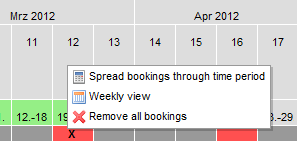 Mrz 2012 Apr 2012
11 12 13 14 15 16 17
12.-18
Spread bookings through time period
Weekly view
Remove all bookings
X